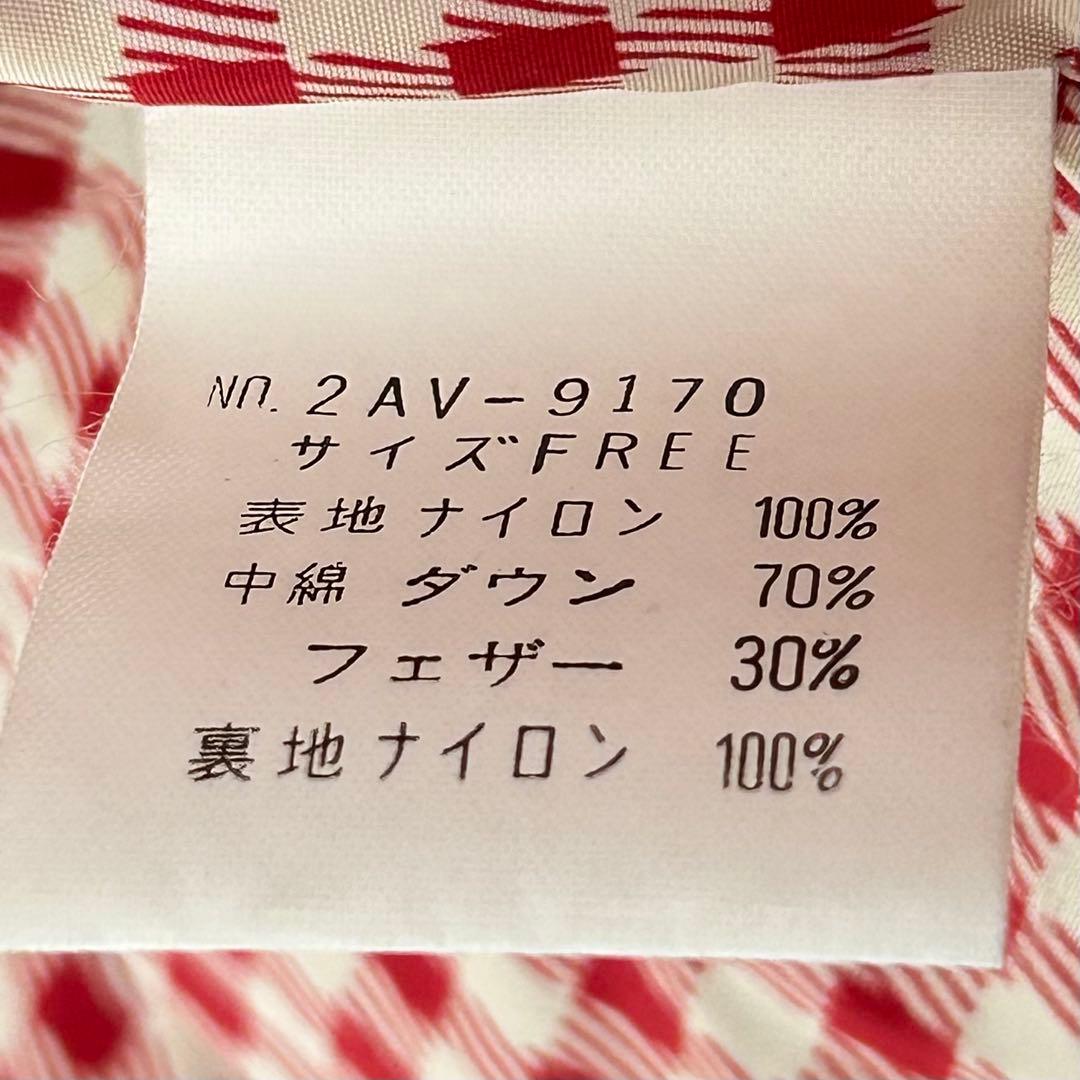 No. 2AV-9170
サイズFREE
表地 ナイロン 100%
中綿 ダウン 70%
フェザー 30%
裏地 ナイロン 100%